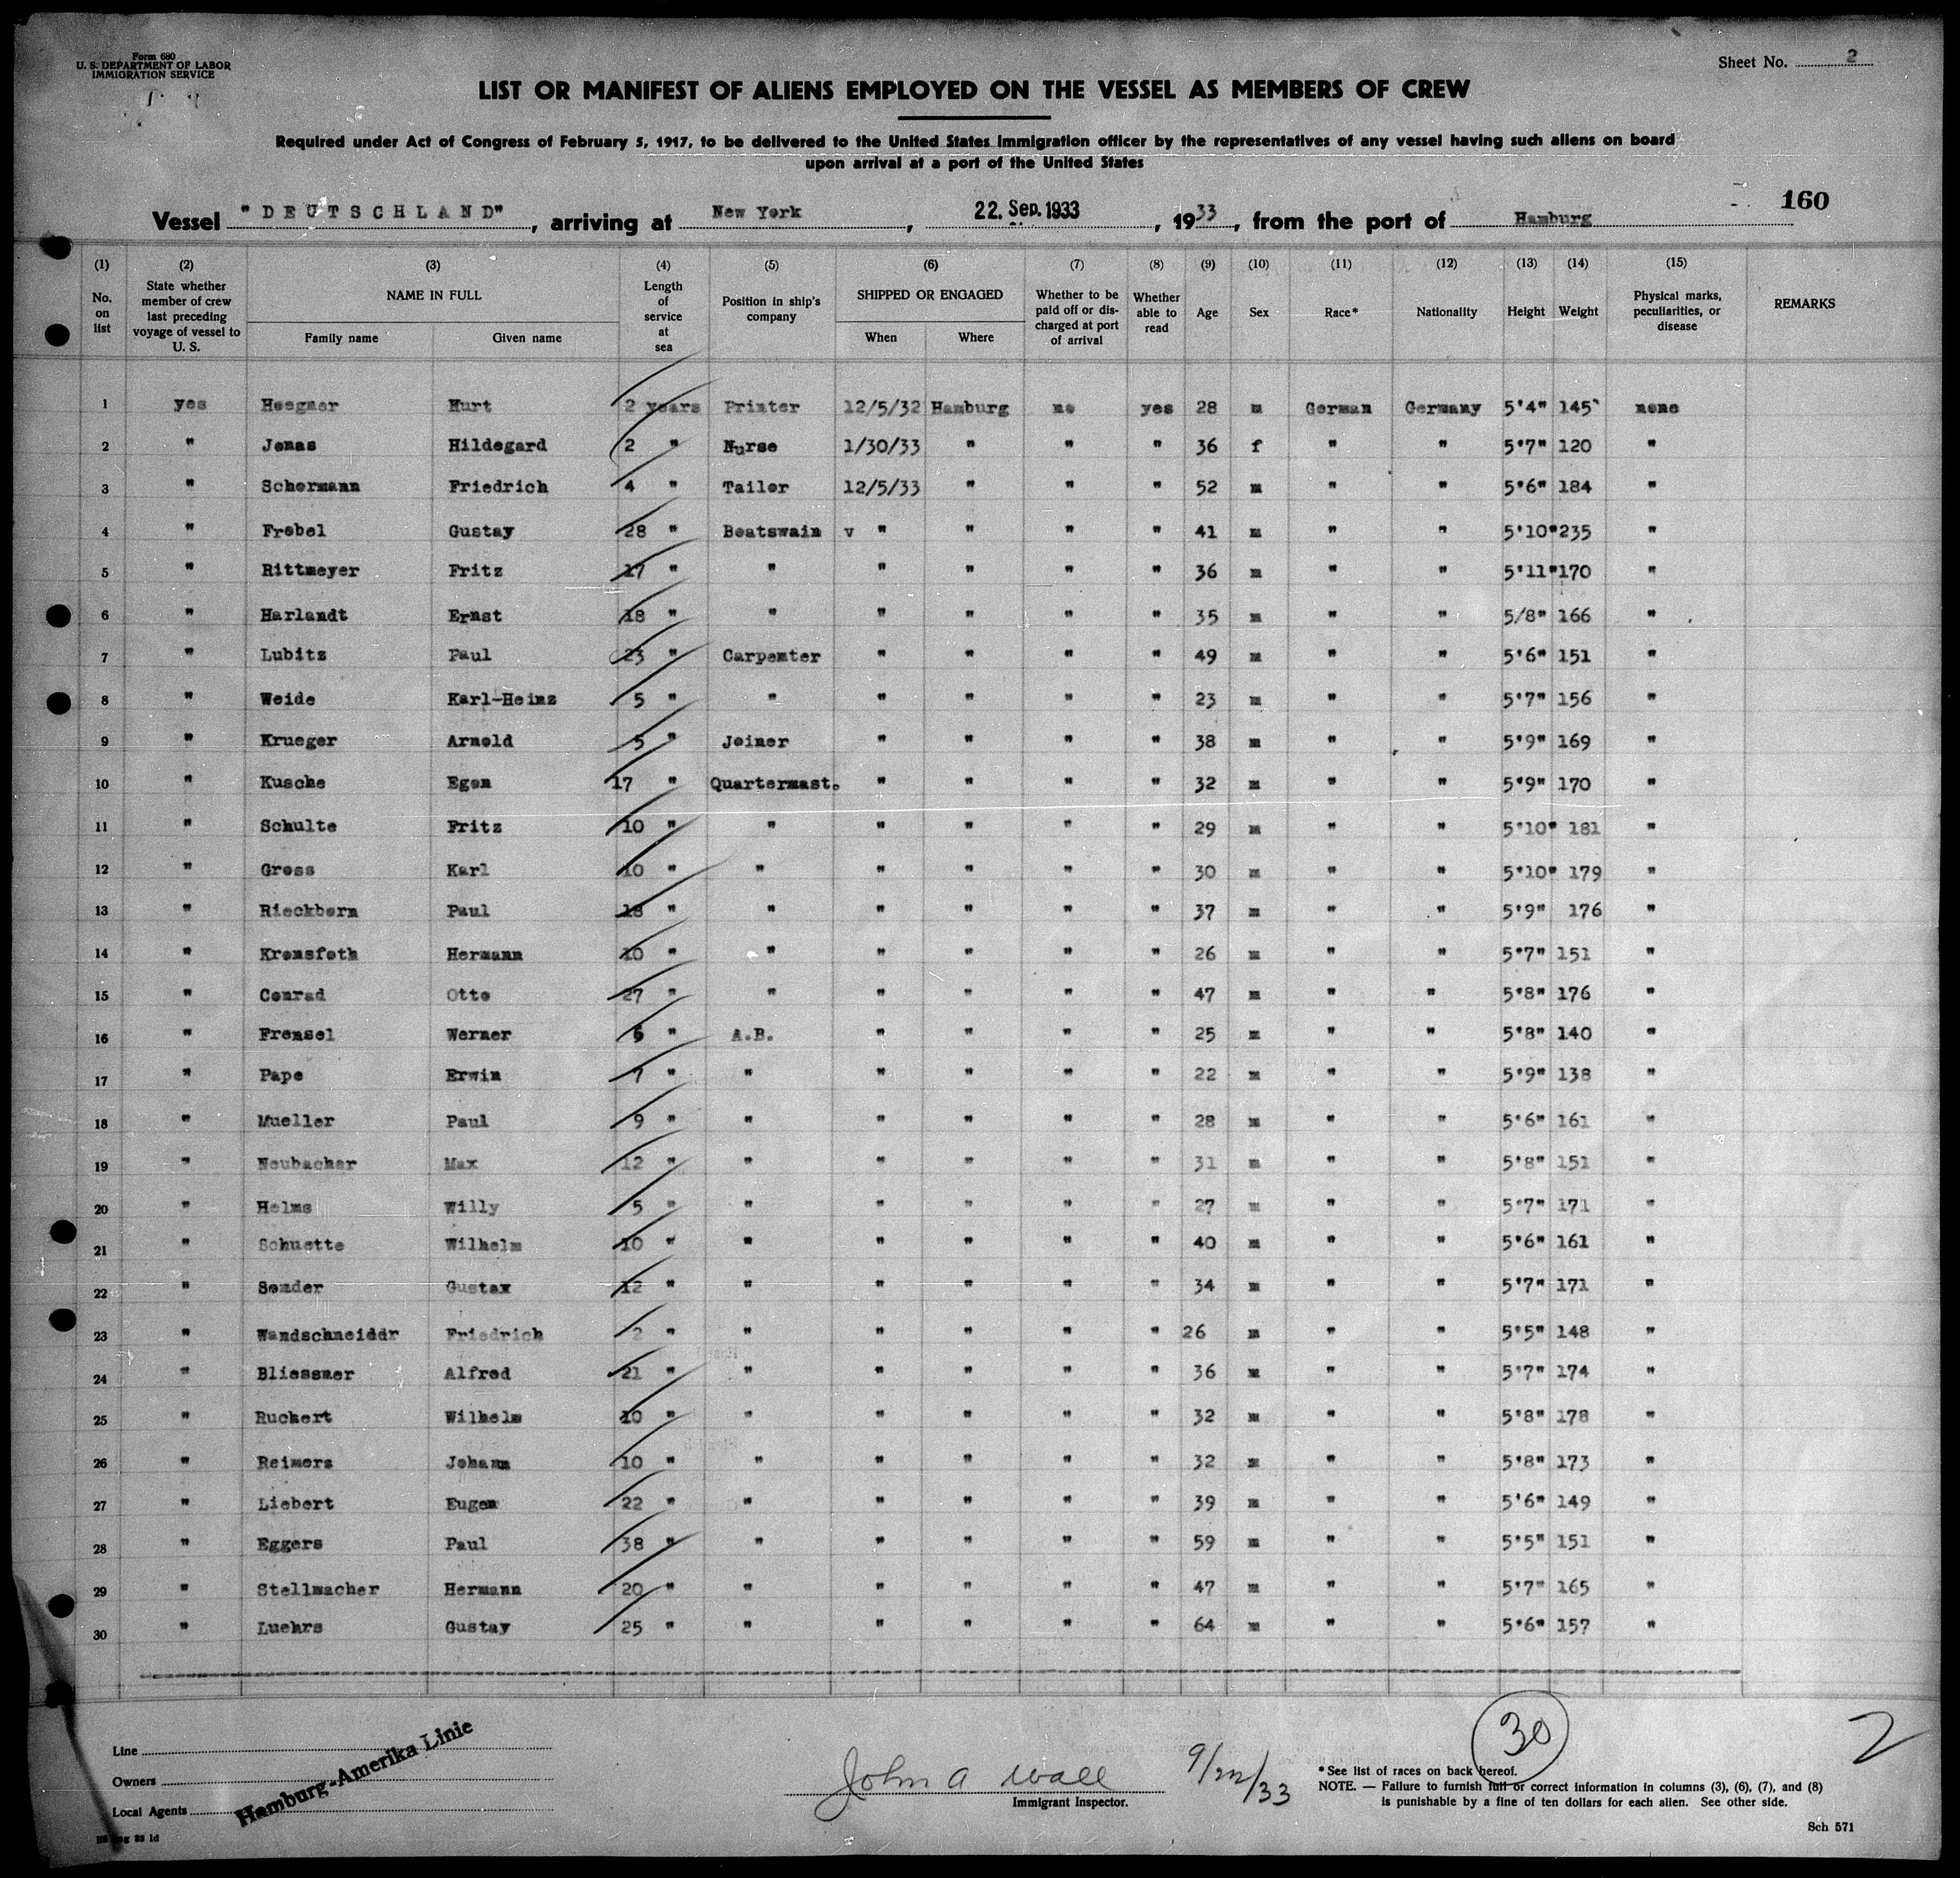 Form 680
U. S. DEPARTMENT OF LABOR
IMMIGRATION SERVICE
Sheet No. 2
LIST OR MANIFEST OF ALIENS EMPLOYED ON THE VESSEL AS MEMBERS OF CREW
Required under Act of Congress of February 5, 1917, to be delivered to the United States Immigration officer by the representatives of any vessel having such aliens on board
upon arrival at a port of the United States
160
Vessel "DEUTSCHLAND", arriving at New York, 22. Sep. 1933, 1933, from the port of Hamburg
(1) (2) (3) (4) (5) (6) (7) (8) (9) (10) (11) (12) (13) (14) (15)
No. on list | State whether member of crew last preceding voyage of vessel to U. S. | NAME IN FULL | Length of service at sea | Position in ship's company | SHIPPED OR ENGAGED | Whether to be paid off or discharged at port of arrival | Whether able to read | Age | Sex | Race* | Nationality | Height | Weight | Physical marks, peculiarities, or disease | REMARKS
Family name | Given name | When | Where
1 yes Heegner Kurt 2 years Printer 12/5/32 Hamburg no yes 28 m German Germany 5'4" 145 none
2 " Jonas Hildegard 2 " Nurse 1/30/33 " " " 36 f " " 5'7" 120 "
3 " Schormann Friedrich 4 " Tailor 12/5/33 " " " 52 m " " 5'6" 184 "
4 " Frobel Gustav 28 " Boatswain v " " " " 41 m " " 5'10" 235 "
5 " Rittmeyer Fritz 17 " " " " " " 36 m " " 5'11" 170 "
6 " Harlandt Ernst 18 " " " " " " 35 m " " 5/8" 166 "
7 " Lubitz Paul 23 " Carpenter " " " " 49 m " " 5'6" 151 "
8 " Weide Karl-Heinz 5 " " " " " " 23 m " " 5'7" 156 "
9 " Krueger Arnold 5 " Joiner " " " " 38 m " " 5'9" 169 "
10 " Kusche Egon 17 " Quartermast. " " " " 32 m " " 5'9" 170 "
11 " Schulte Fritz 10 " " " " " " 29 m " " 5'10" 181 "
12 " Gross Karl 10 " " " " " " 30 m " " 5'10" 179 "
13 " Rieckborn Paul 18 " " " " " " 37 m " " 5'9" 176 "
14 " Kronsfoth Hermann 10 " " " " " " 26 m " " 5'7" 151 "
15 " Conrad Otto 27 " " " " " " 47 m " " 5'8" 176 "
16 " Frensel Werner " A.B. " " " " 25 m " " 5'8" 140 "
17 " Pape Erwin 7 " " " " " " 22 m " " 5'9" 138 "
18 " Mueller Paul 9 " " " " " " 28 m " " 5'6" 161 "
19 " Neubacher Max 12 " " " " " " 31 m " " 5'8" 151 "
20 " Helms Willy 5 " " " " " " 27 m " " 5'7" 171 "
21 " Schuette Wilhelm 10 " " " " " " 40 m " " 5'6" 161 "
22 " Sonder Gustav 12 " " " " " " 34 m " " 5'7" 171 "
23 " Wandschneiddr Friedrich 2 " " " " " " 26 m " " 5'5" 148 "
24 " Bliessner Alfred 21 " " " " " " 36 m " " 5'7" 174 "
25 " Ruchert Wilhelm 10 " " " " " " 32 m " " 5'8" 178 "
26 " Reimers Johann 10 " " " " " " 32 m " " 5'8" 173 "
27 " Liebert Eugen 22 " " " " " " 39 m " " 5'6" 149 "
28 " Eggers Paul 38 " " " " " " 59 m " " 5'5" 151 "
29 " Stellmacher Hermann 20 " " " " " " 47 m " " 5'7" 165 "
30 " Luehrs Gustav 25 " " " " " " 64 m " " 5'6" 157 "
30
2
Line
Owners
Local Agents
Hamburg-Amerika Linie
John A Wall 9/22/33
Immigrant Inspector.
*See list of races on back hereof.
NOTE. — Failure to furnish full or correct information in columns (3), (6), (7), and (8)
is punishable by a fine of ten dollars for each alien. See other side.
Sch 571